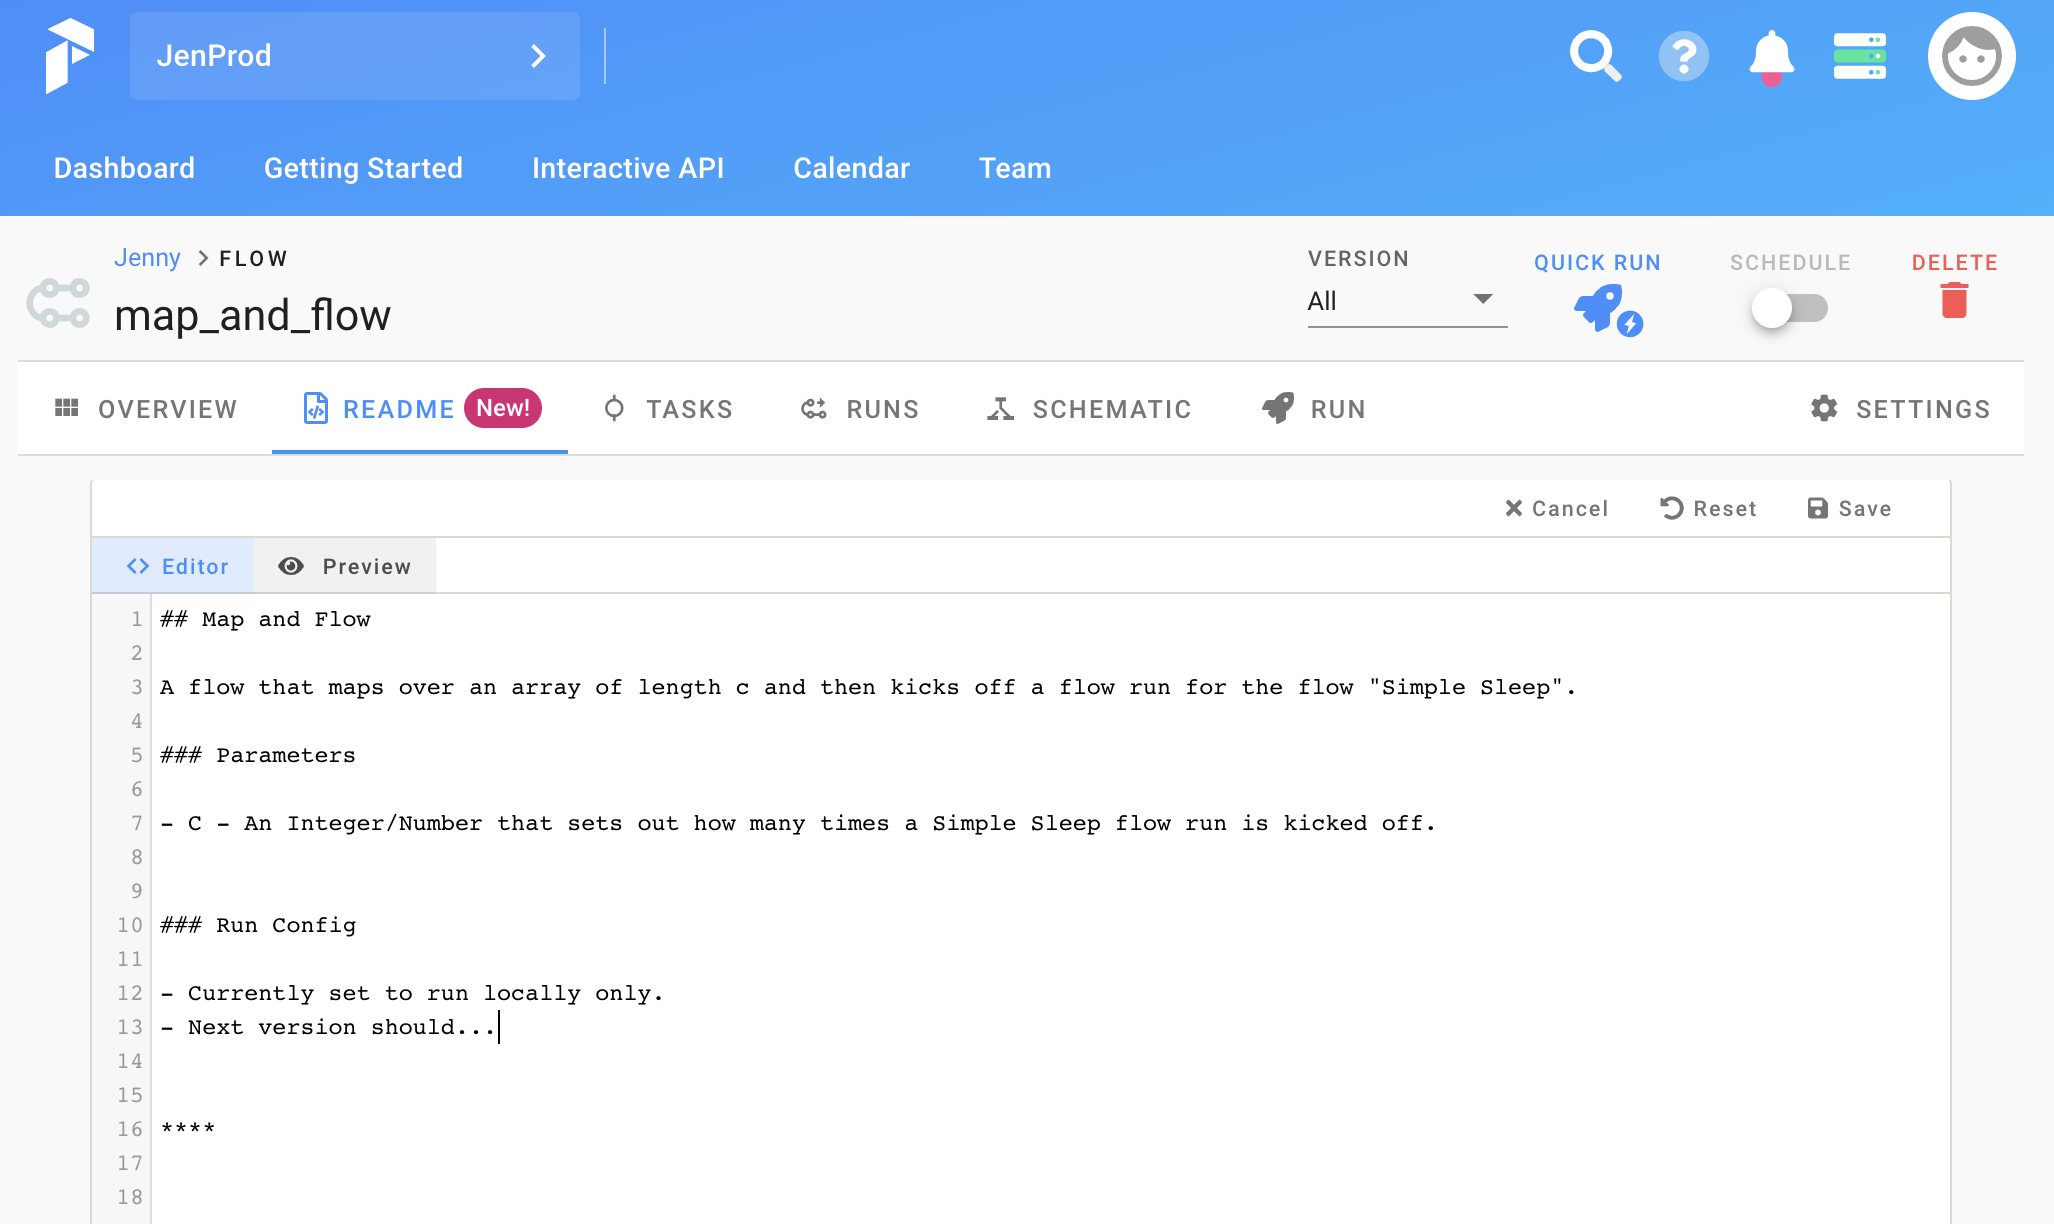 JenProd
Dashboard Getting Started Interactive API Calendar Team
Jenny > FLOW
map_and_flow
VERSION
All
QUICK RUN
SCHEDULE
DELETE
OVERVIEW README New! TASKS RUNS SCHEMATIC RUN SETTINGS
Cancel Reset Save
<> Editor Preview
1 ## Map and Flow
2
3 A flow that maps over an array of length c and then kicks off a flow run for the flow "Simple Sleep".
4
5 ### Parameters
6
7 - C - An Integer/Number that sets out how many times a Simple Sleep flow run is kicked off.
8
9
10 ### Run Config
11
12 - Currently set to run locally only.
13 - Next version should...
14
15
16 ****
17
18